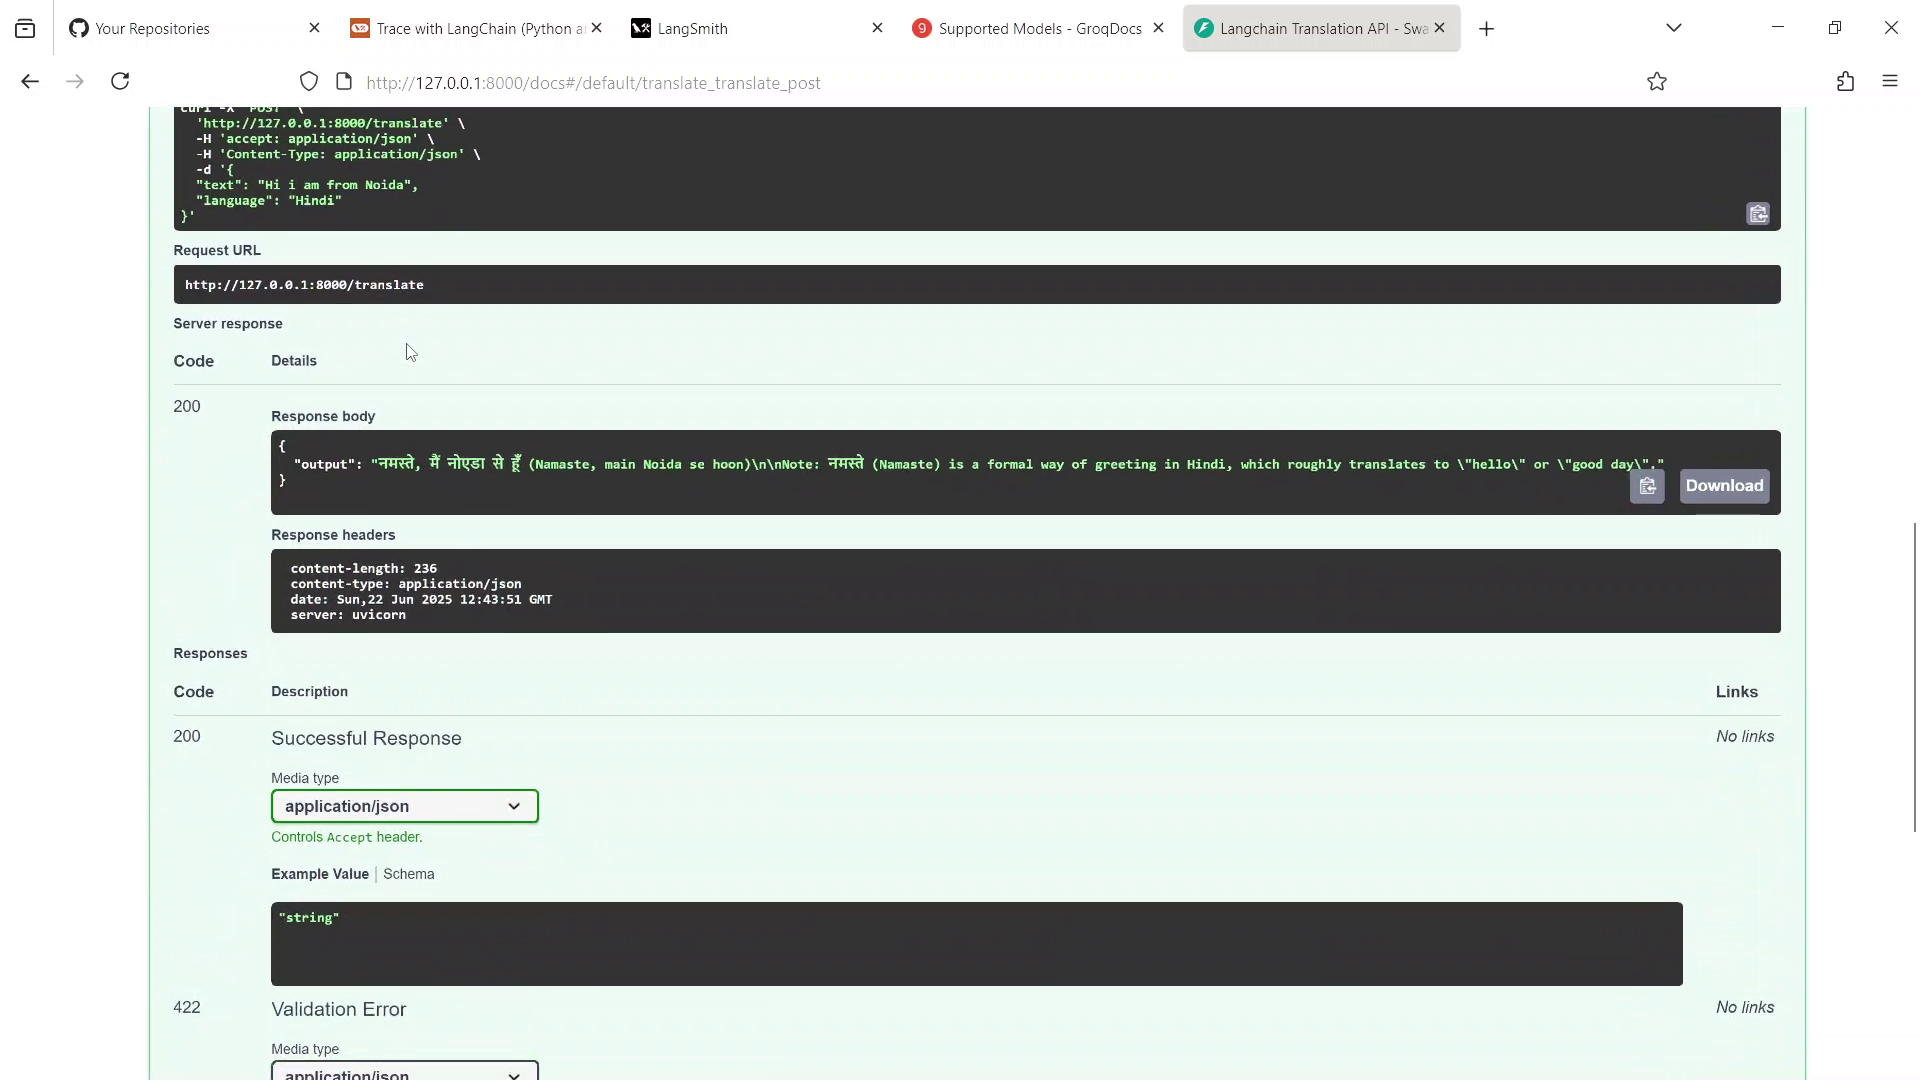 Your Repositories
Trace with LangChain (Python a
LangSmith
Supported Models - GroqDocs
Langchain Translation API - Swa
http://127.0.0.1:8000/docs#/default/translate_translate_post
curl -X 'POST' \
'http://127.0.0.1:8000/translate' \
-H 'accept: application/json' \
-H 'Content-Type: application/json' \
-d '{
"text": "Hi i am from Noida",
"language": "Hindi"
}'
Request URL
http://127.0.0.1:8000/translate
Server response
Code Details
200
Response body
{
"output": "नमस्ते, मैं नोएडा से हूँ (Namaste, main Noida se hoon)\n\nNote: नमस्ते (Namaste) is a formal way of greeting in Hindi, which roughly translates to \"hello\" or \"good day\"."
}
Download
Response headers
content-length: 236
content-type: application/json
date: Sun,22 Jun 2025 12:43:51 GMT
server: uvicorn
Responses
Code Description Links
200 Successful Response No links
Media type
application/json
Controls Accept header.
Example Value | Schema
"string"
422 Validation Error No links
Media type
application/json